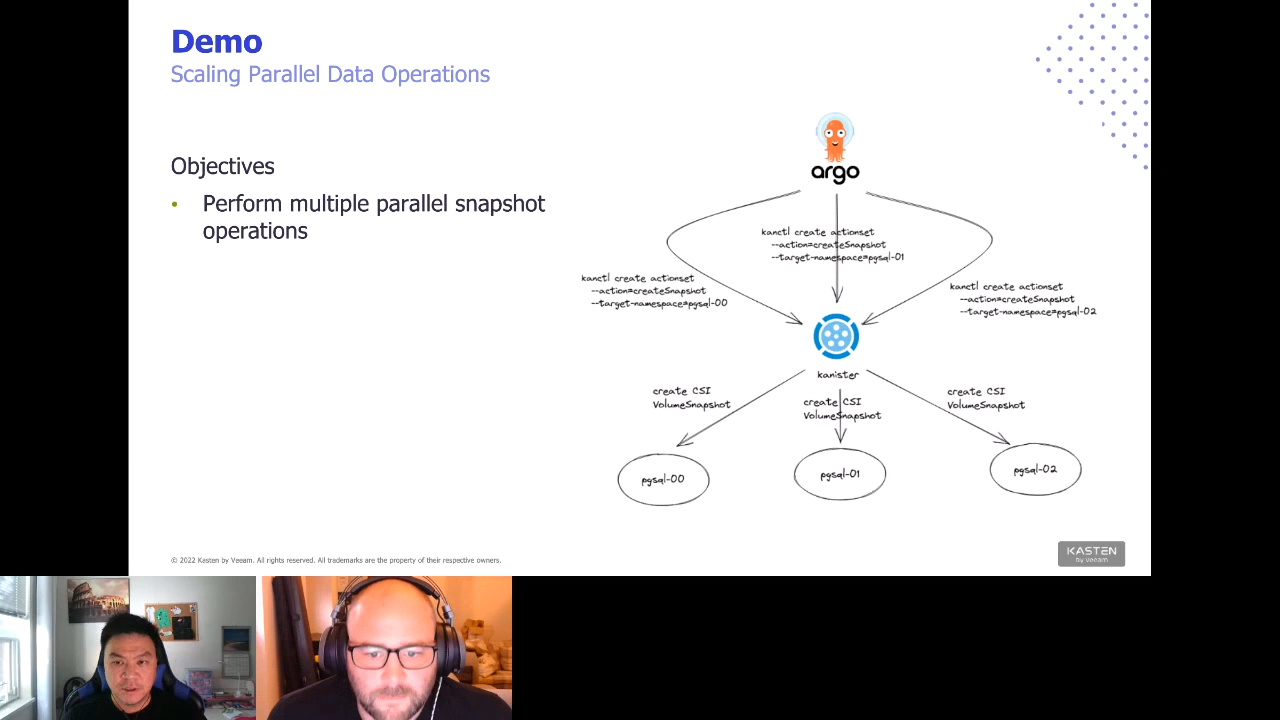 Demo
Scaling Parallel Data Operations
Objectives
• Perform multiple parallel snapshot
operations
argo
kanctl create actionset
--action=createSnapshot
--target-namespace=pgsql-01
kanctl create actionset
--action=createSnapshot
--target-namespace=pgsql-00
kanctl create actionset
--action=createSnapshot
--target-namespace=pgsql-02
kanister
create CSI
VolumeSnapshot
create CSI
VolumeSnapshot
create CSI
VolumeSnapshot
pgsql-00
pgsql-01
pgsql-02
© 2022 Kasten by Veeam. All rights reserved. All trademarks are the property of their respective owners.
KASTEN
by veeam